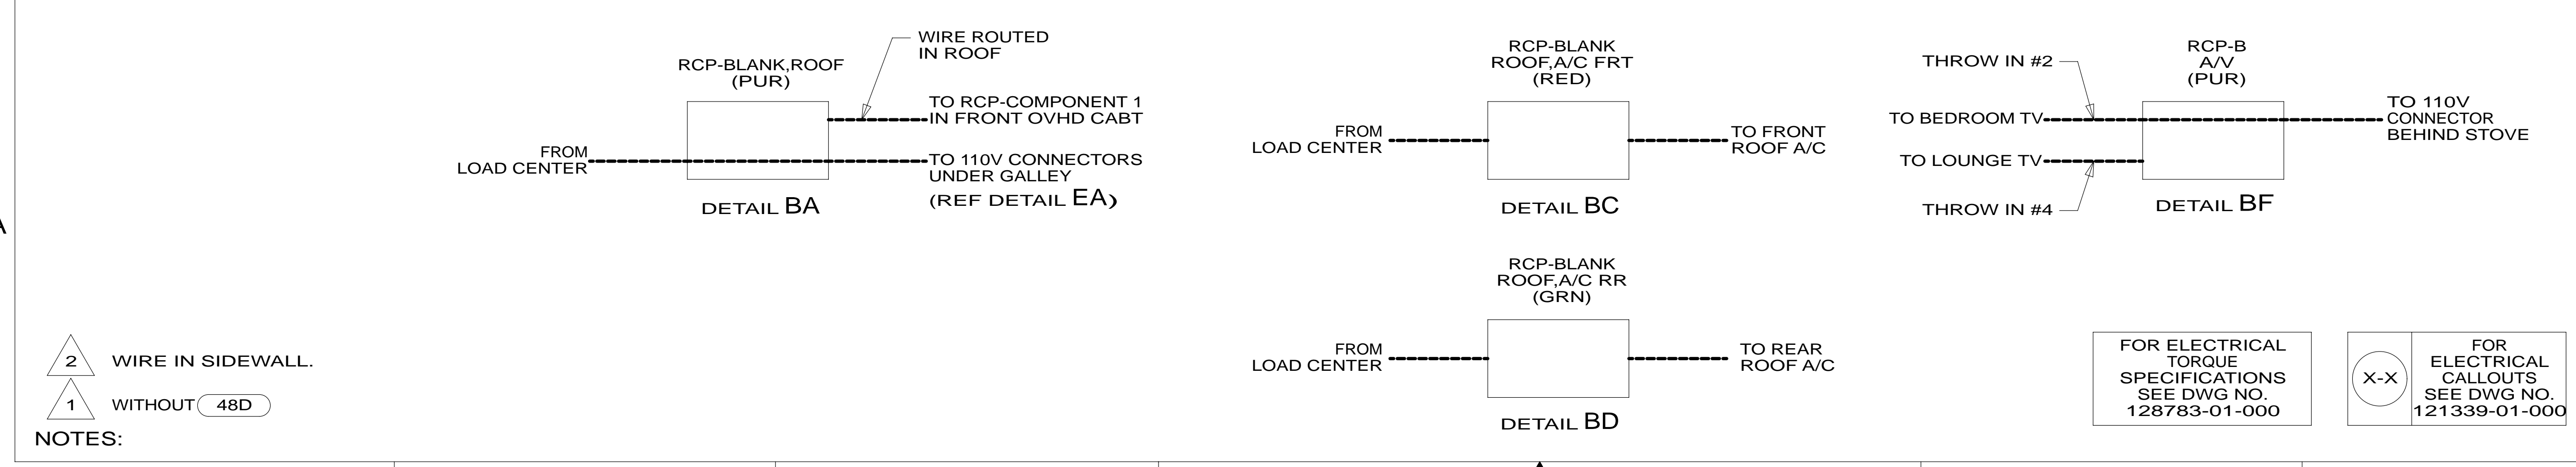 RCP-BLANK,ROOF
(PUR)
WIRE ROUTED
IN ROOF
TO RCP-COMPONENT 1
IN FRONT OVHD CABT
FROM
LOAD CENTER
TO 110V CONNECTORS
UNDER GALLEY
(REF DETAIL EA)
DETAIL BA
RCP-BLANK
ROOF,A/C FRT
(RED)
FROM
LOAD CENTER
TO FRONT
ROOF A/C
DETAIL BC
RCP-B
A/V
(PUR)
THROW IN #2
TO BEDROOM TV
TO 110V
CONNECTOR
BEHIND STOVE
TO LOUNGE TV
THROW IN #4
DETAIL BF
RCP-BLANK
ROOF,A/C RR
(GRN)
FROM
LOAD CENTER
TO REAR
ROOF A/C
DETAIL BD
2 WIRE IN SIDEWALL.
1 WITHOUT 48D
NOTES:
FOR ELECTRICAL
TORQUE
SPECIFICATIONS
SEE DWG NO.
128783-01-000
X-X
FOR
ELECTRICAL
CALLOUTS
SEE DWG NO.
121339-01-000